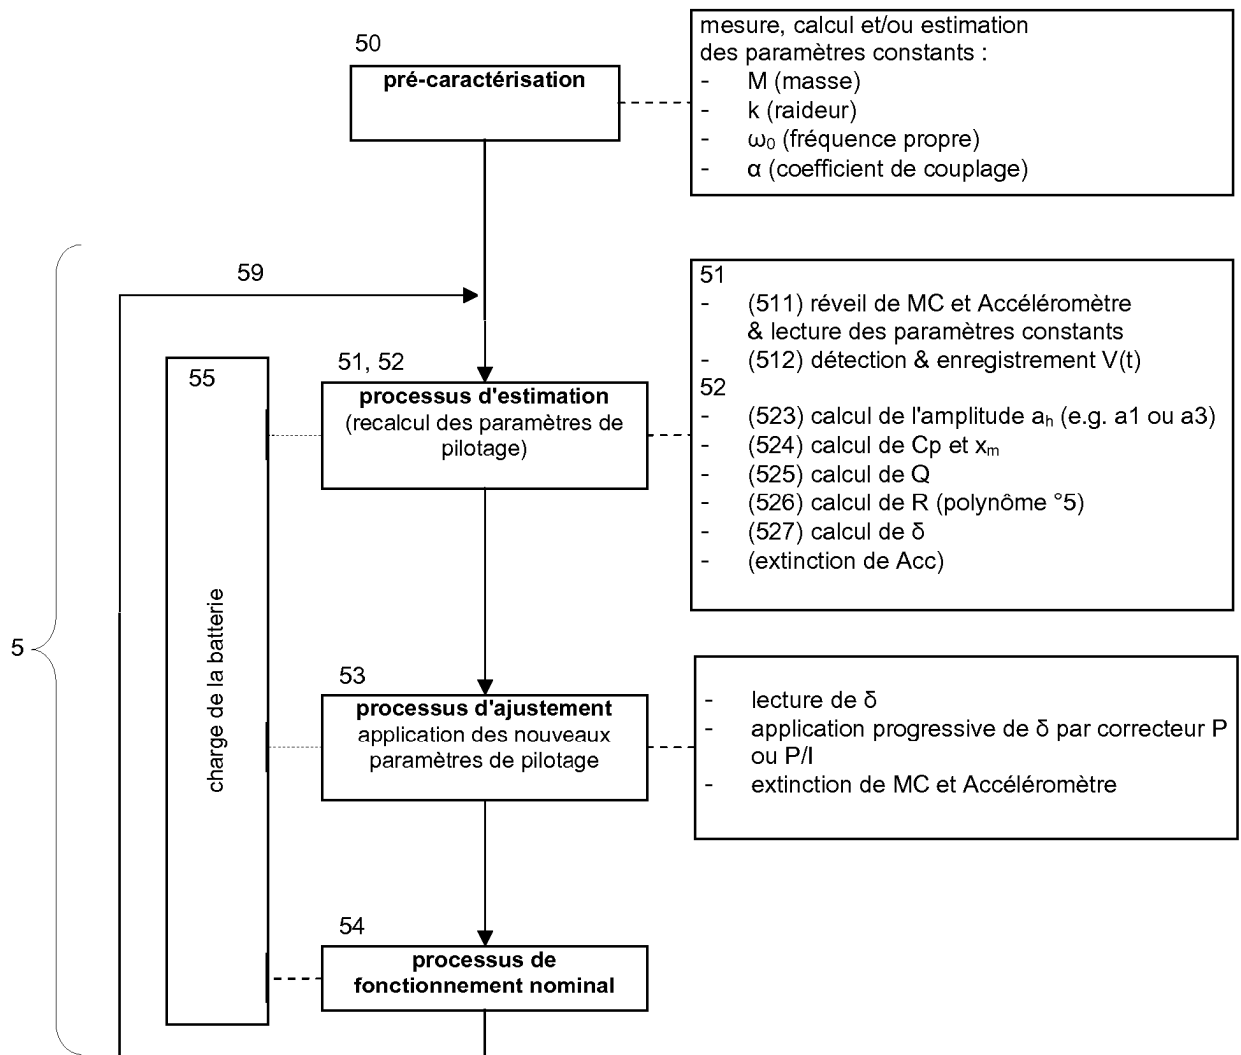 50
pré-caractérisation
mesure, calcul et/ou estimation
des paramètres constants :
- M (masse)
- k (raideur)
- ω₀ (fréquence propre)
- α (coefficient de couplage)
5
59
55
charge de la batterie
51, 52
processus d'estimation
(recalcul des paramètres de
pilotage)
51
- (511) réveil de MC et Accéléromètre
& lecture des paramètres constants
- (512) détection & enregistrement V(t)
52
- (523) calcul de l'amplitude aₕ (e.g. a1 ou a3)
- (524) calcul de Cp et xₘ
- (525) calcul de Q
- (526) calcul de R (polynôme °5)
- (527) calcul de δ
- (extinction de Acc)
53
processus d'ajustement
application des nouveaux
paramètres de pilotage
- lecture de δ
- application progressive de δ par correcteur P
ou P/I
- extinction de MC et Accéléromètre
54
processus de
fonctionnement nominal